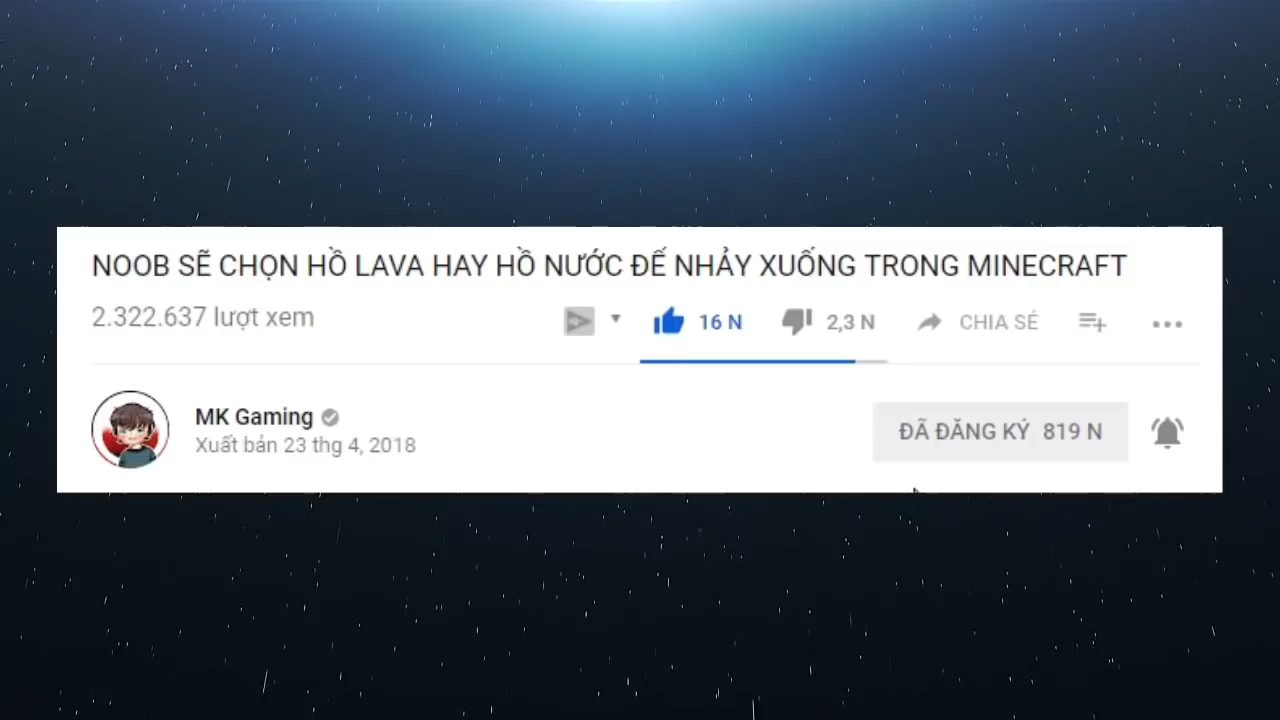 NOOB SẼ CHỌN HỒ LAVA HAY HỒ NƯỚC ĐỂ NHẢY XUỐNG TRONG MINECRAFT
2.322.637 lượt xem
16 N
2,3 N
CHIA SẺ
MK Gaming
Xuất bản 23 thg 4, 2018
ĐÃ ĐĂNG KÝ 819 N